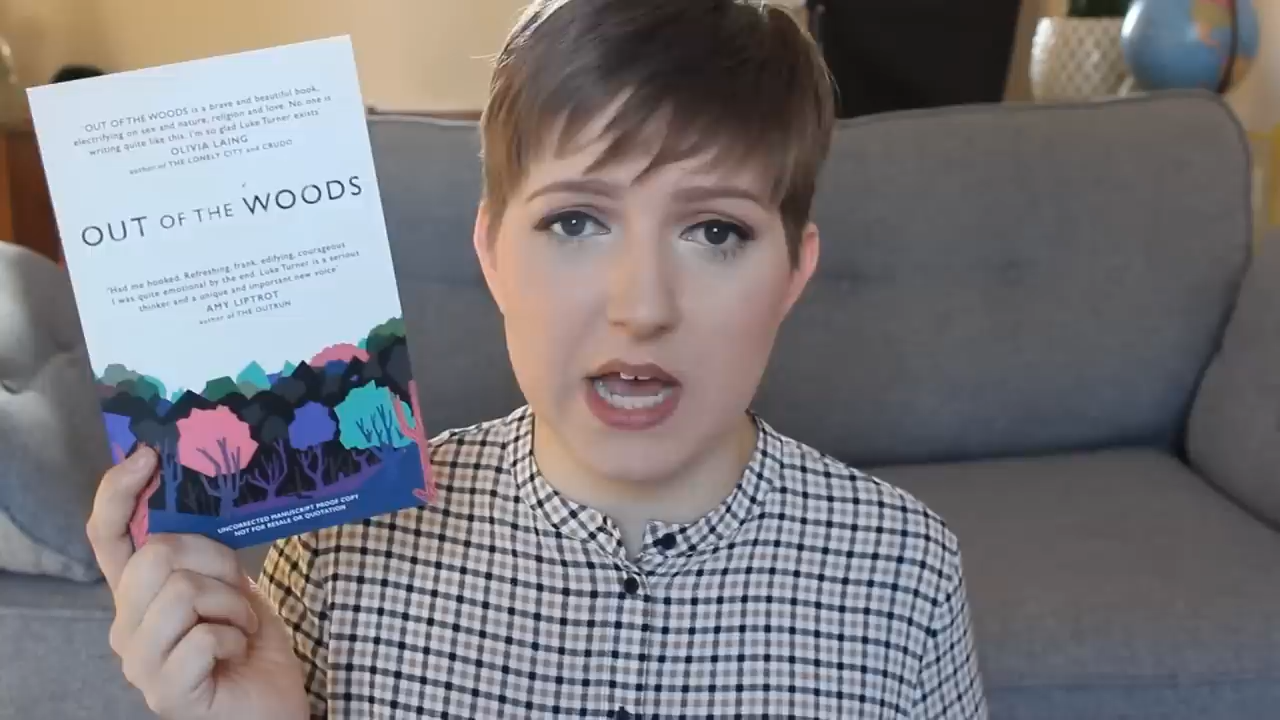 'OUT OF THE WOODS is a brave and beautiful book,
electrifying on sex and nature, religion and love. No one is
writing quite like this. I'm so glad Luke Turner exists'
OLIVIA LAING
author of THE LONELY CITY and CRUDO
OUT OF THE WOODS
'Had me hooked. Refreshing, frank, edifying, courageous
I was quite emotional by the end. Luke Turner is a serious
thinker and a unique and important new voice'
AMY LIPTROT
author of THE OUTRUN
UNCORRECTED MANUSCRIPT PROOF COPY
NOT FOR RESALE OR QUOTATION